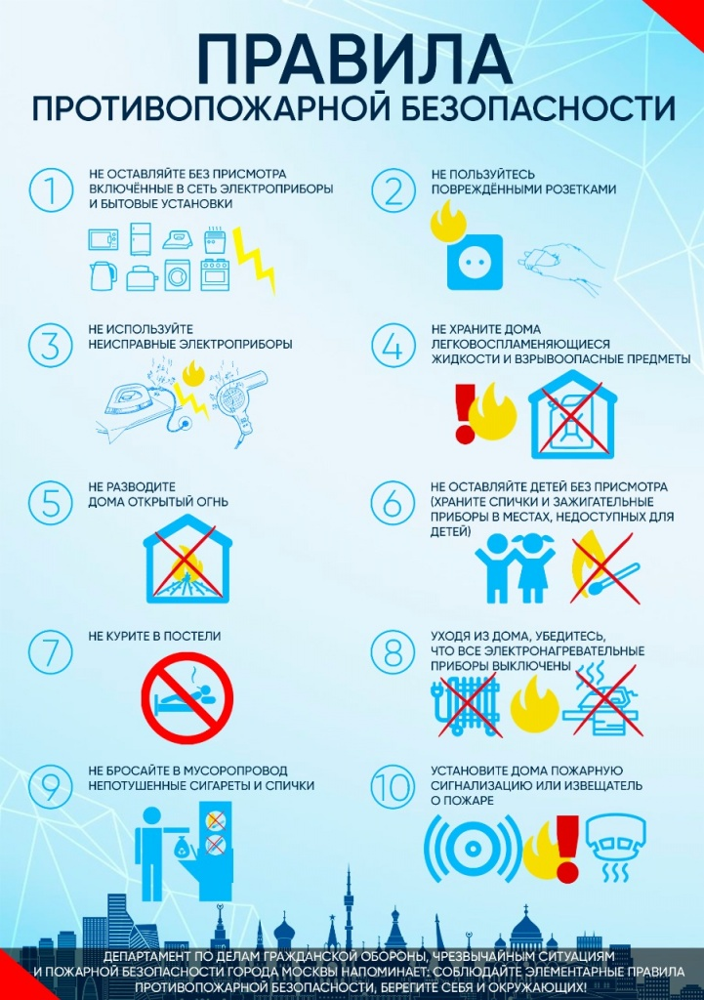 ПРАВИЛА
ПРОТИВОПОЖАРНОЙ БЕЗОПАСНОСТИ
1
НЕ ОСТАВЛЯЙТЕ БЕЗ ПРИСМОТРА
ВКЛЮЧЁННЫЕ В СЕТЬ ЭЛЕКТРОПРИБОРЫ
И БЫТОВЫЕ УСТАНОВКИ
2
НЕ ПОЛЬЗУЙТЕСЬ
ПОВРЕЖДЁННЫМИ РОЗЕТКАМИ
3
НЕ ИСПОЛЬЗУЙТЕ
НЕИСПРАВНЫЕ ЭЛЕКТРОПРИБОРЫ
4
НЕ ХРАНИТЕ ДОМА
ЛЕГКОВОСПЛАМЕНЯЮЩИЕСЯ
ЖИДКОСТИ И ВЗРЫВООПАСНЫЕ ПРЕДМЕТЫ
5
НЕ РАЗВОДИТЕ
ДОМА ОТКРЫТЫЙ ОГНЬ
6
НЕ ОСТАВЛЯЙТЕ ДЕТЕЙ БЕЗ ПРИСМОТРА
(ХРАНИТЕ СПИЧКИ И ЗАЖИГАТЕЛЬНЫЕ
ПРИБОРЫ В МЕСТАХ, НЕДОСТУПНЫХ ДЛЯ
ДЕТЕЙ)
7
НЕ КУРИТЕ В ПОСТЕЛИ
8
УХОДЯ ИЗ ДОМА, УБЕДИТЕСЬ,
ЧТО ВСЕ ЭЛЕКТРОНАГРЕВАТЕЛЬНЫЕ
ПРИБОРЫ ВЫКЛЮЧЕНЫ
9
НЕ БРОСАЙТЕ В МУСОРОПРОВОД
НЕПОТУШЕННЫЕ СИГАРЕТЫ И СПИЧКИ
10
УСТАНОВИТЕ ДОМА ПОЖАРНУЮ
СИГНАЛИЗАЦИЮ ИЛИ ИЗВЕЩАТЕЛЬ
О ПОЖАРЕ
ДЕПАРТАМЕНТ ПО ДЕЛАМ ГРАЖДАНСКОЙ ОБОРОНЫ, ЧРЕЗВЫЧАЙНЫМ СИТУАЦИЯМ
И ПОЖАРНОЙ БЕЗОПАСНОСТИ ГОРОДА МОСКВЫ НАПОМИНАЕТ: СОБЛЮДАЙТЕ ЭЛЕМЕНТАРНЫЕ ПРАВИЛА
ПРОТИВОПОЖАРНОЙ БЕЗОПАСНОСТИ, БЕРЕГИТЕ СЕБЯ И ОКРУЖАЮЩИХ!